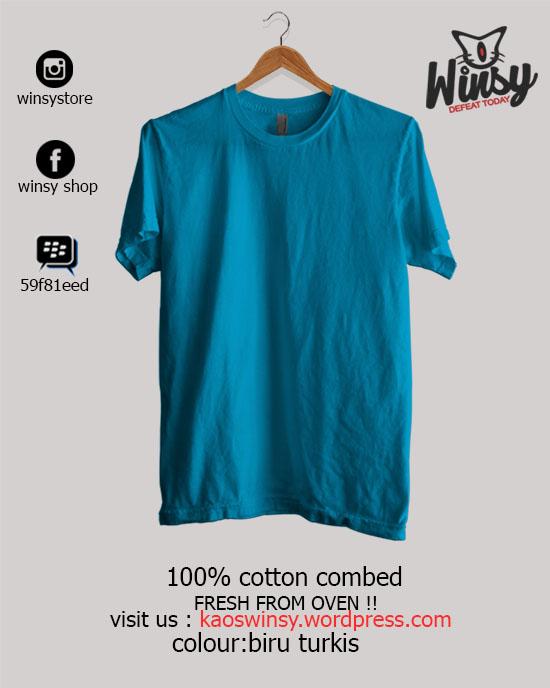 winsystore
winsy shop
59f81eed
Winsy
DEFEAT TODAY
100% cotton combed
FRESH FROM OVEN !!
visit us : kaoswinsy.wordpress.com
colour:biru turkis